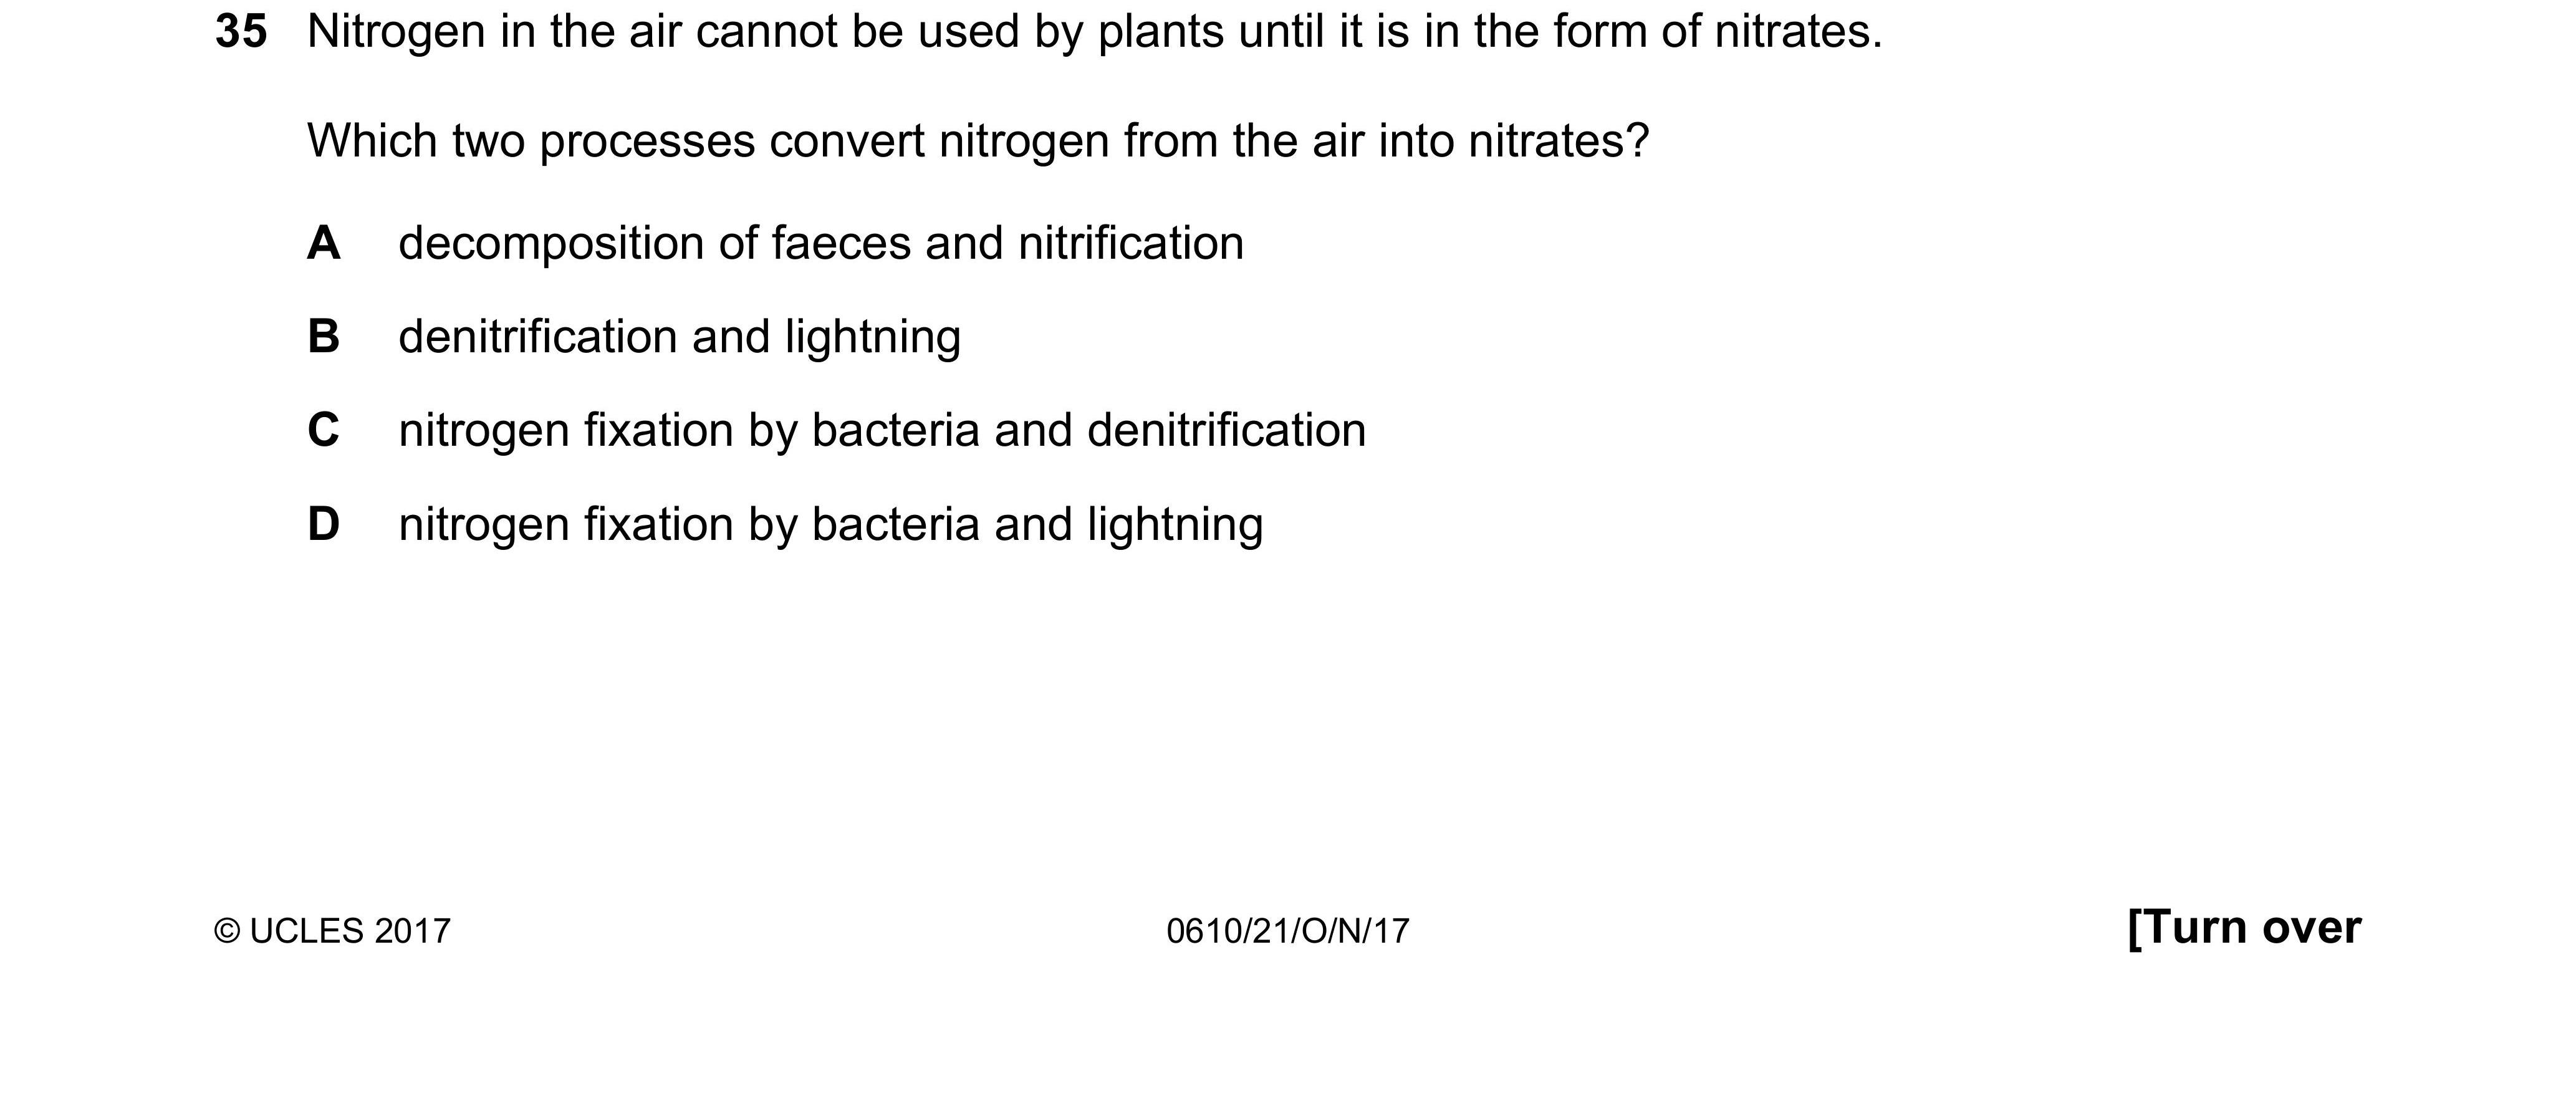 35 Nitrogen in the air cannot be used by plants until it is in the form of nitrates.
Which two processes convert nitrogen from the air into nitrates?
A decomposition of faeces and nitrification
B denitrification and lightning
C nitrogen fixation by bacteria and denitrification
D nitrogen fixation by bacteria and lightning
© UCLES 2017 0610/21/O/N/17 [Turn over